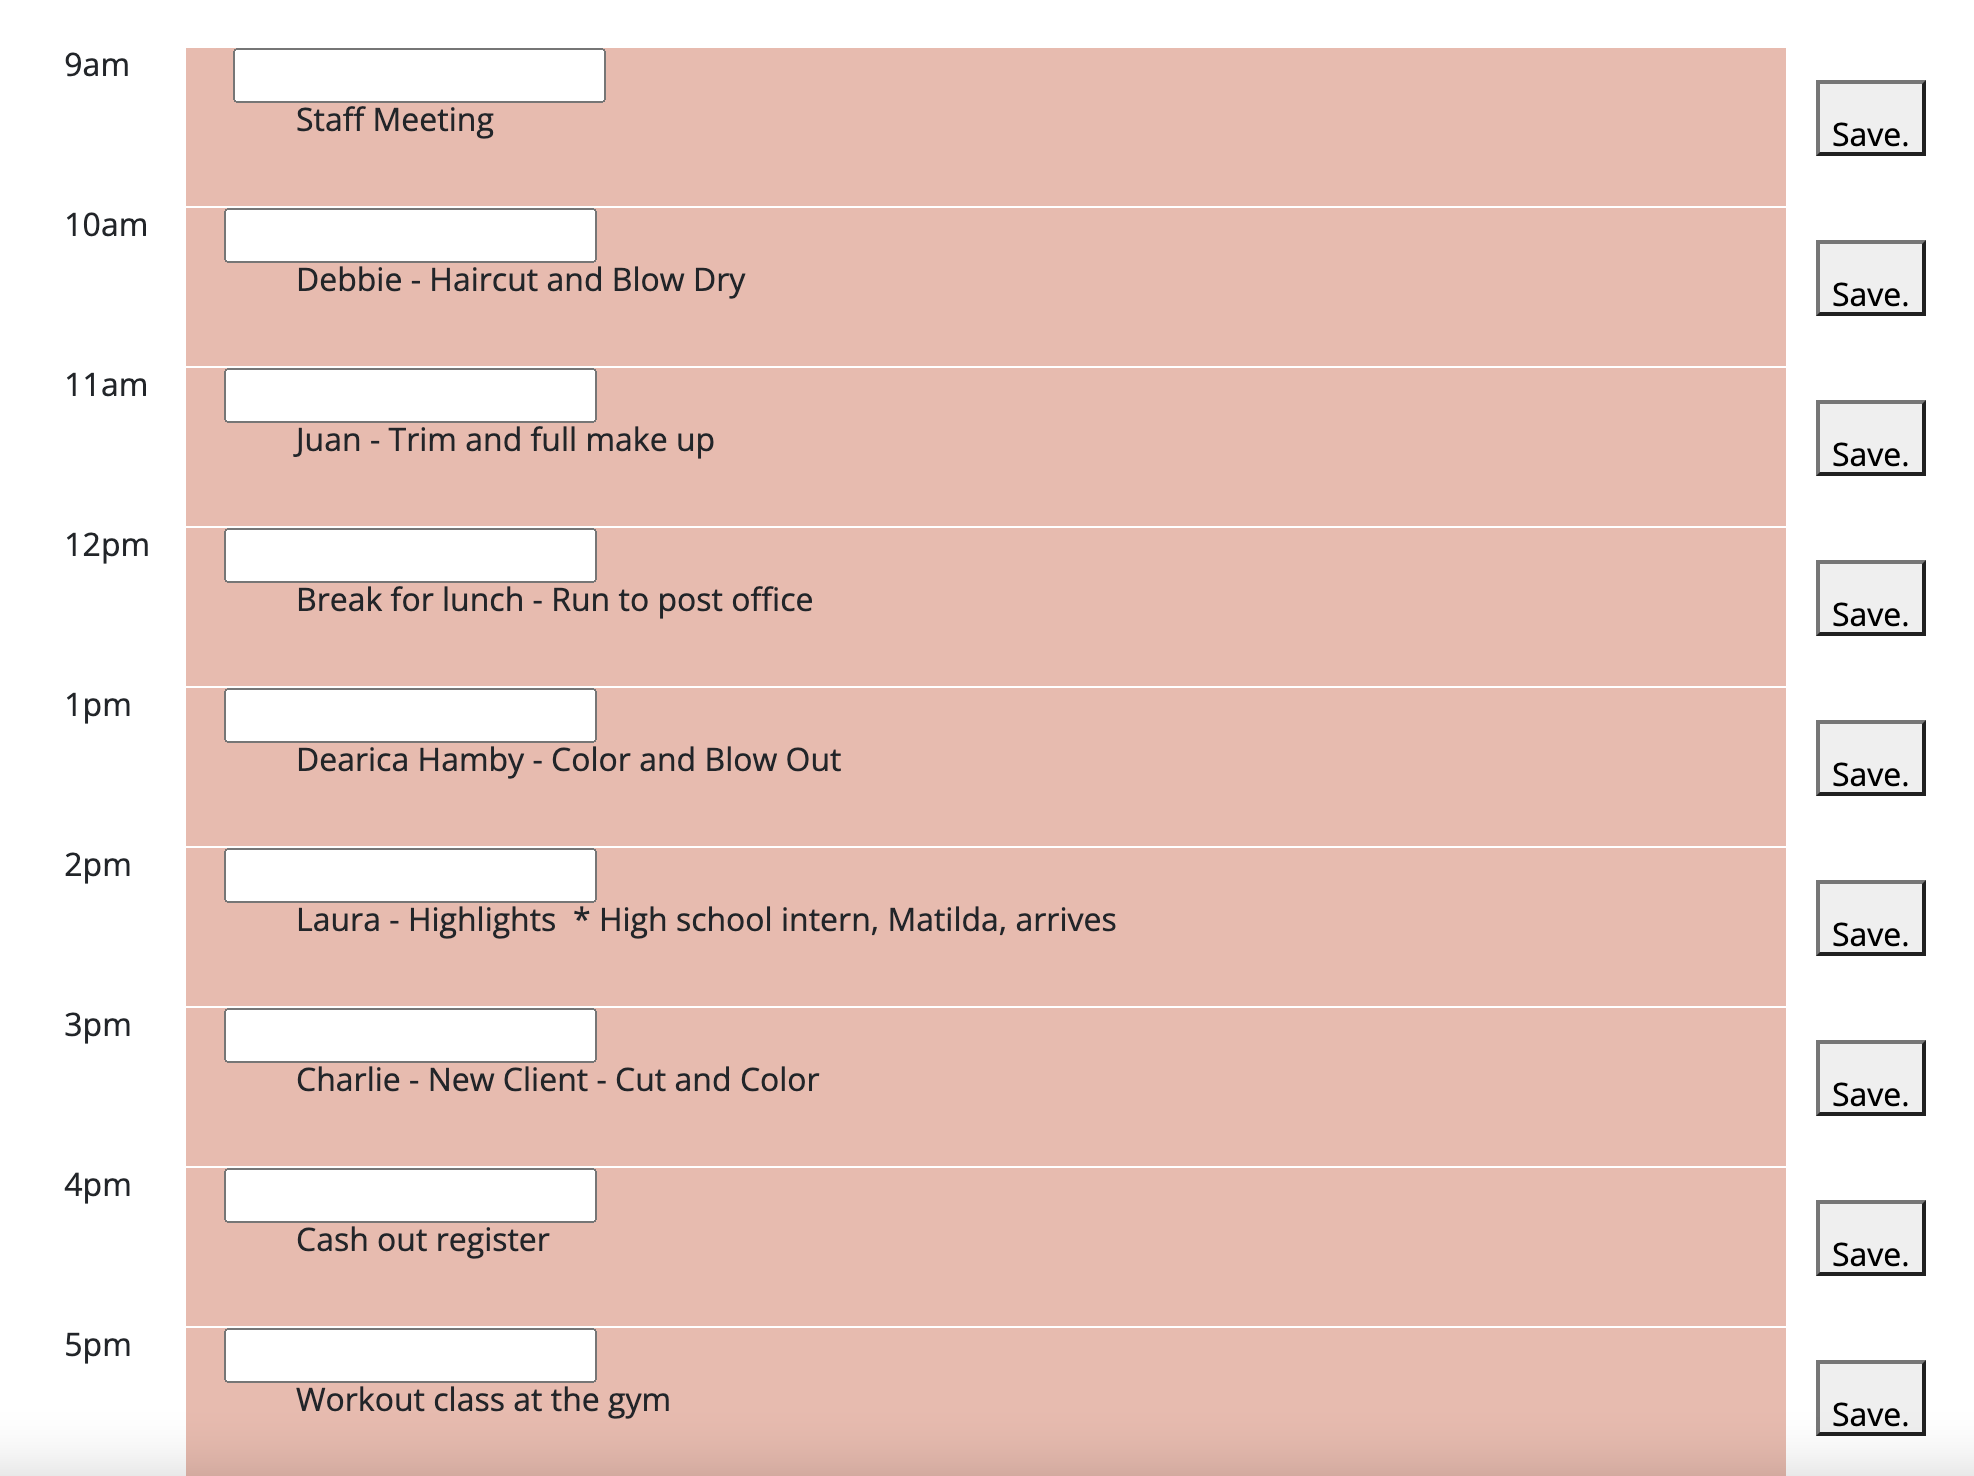 9am
Staff Meeting
Save.
10am
Debbie - Haircut and Blow Dry
Save.
11am
Juan - Trim and full make up
Save.
12pm
Break for lunch - Run to post office
Save.
1pm
Dearica Hamby - Color and Blow Out
Save.
2pm
Laura - Highlights  * High school intern, Matilda, arrives
Save.
3pm
Charlie - New Client - Cut and Color
Save.
4pm
Cash out register
Save.
5pm
Workout class at the gym
Save.